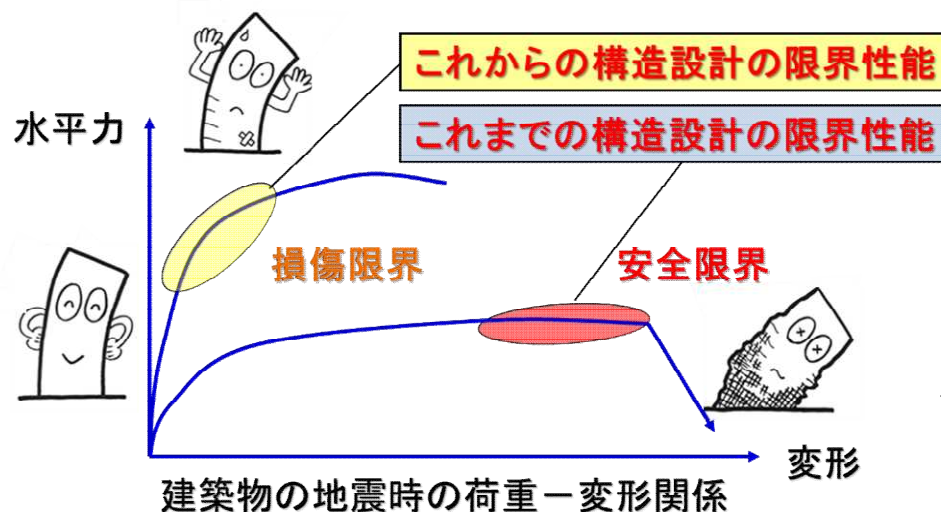 これからの構造設計の限界性能
これまでの構造設計の限界性能
水平力
損傷限界
安全限界
変形
建築物の地震時の荷重－変形関係